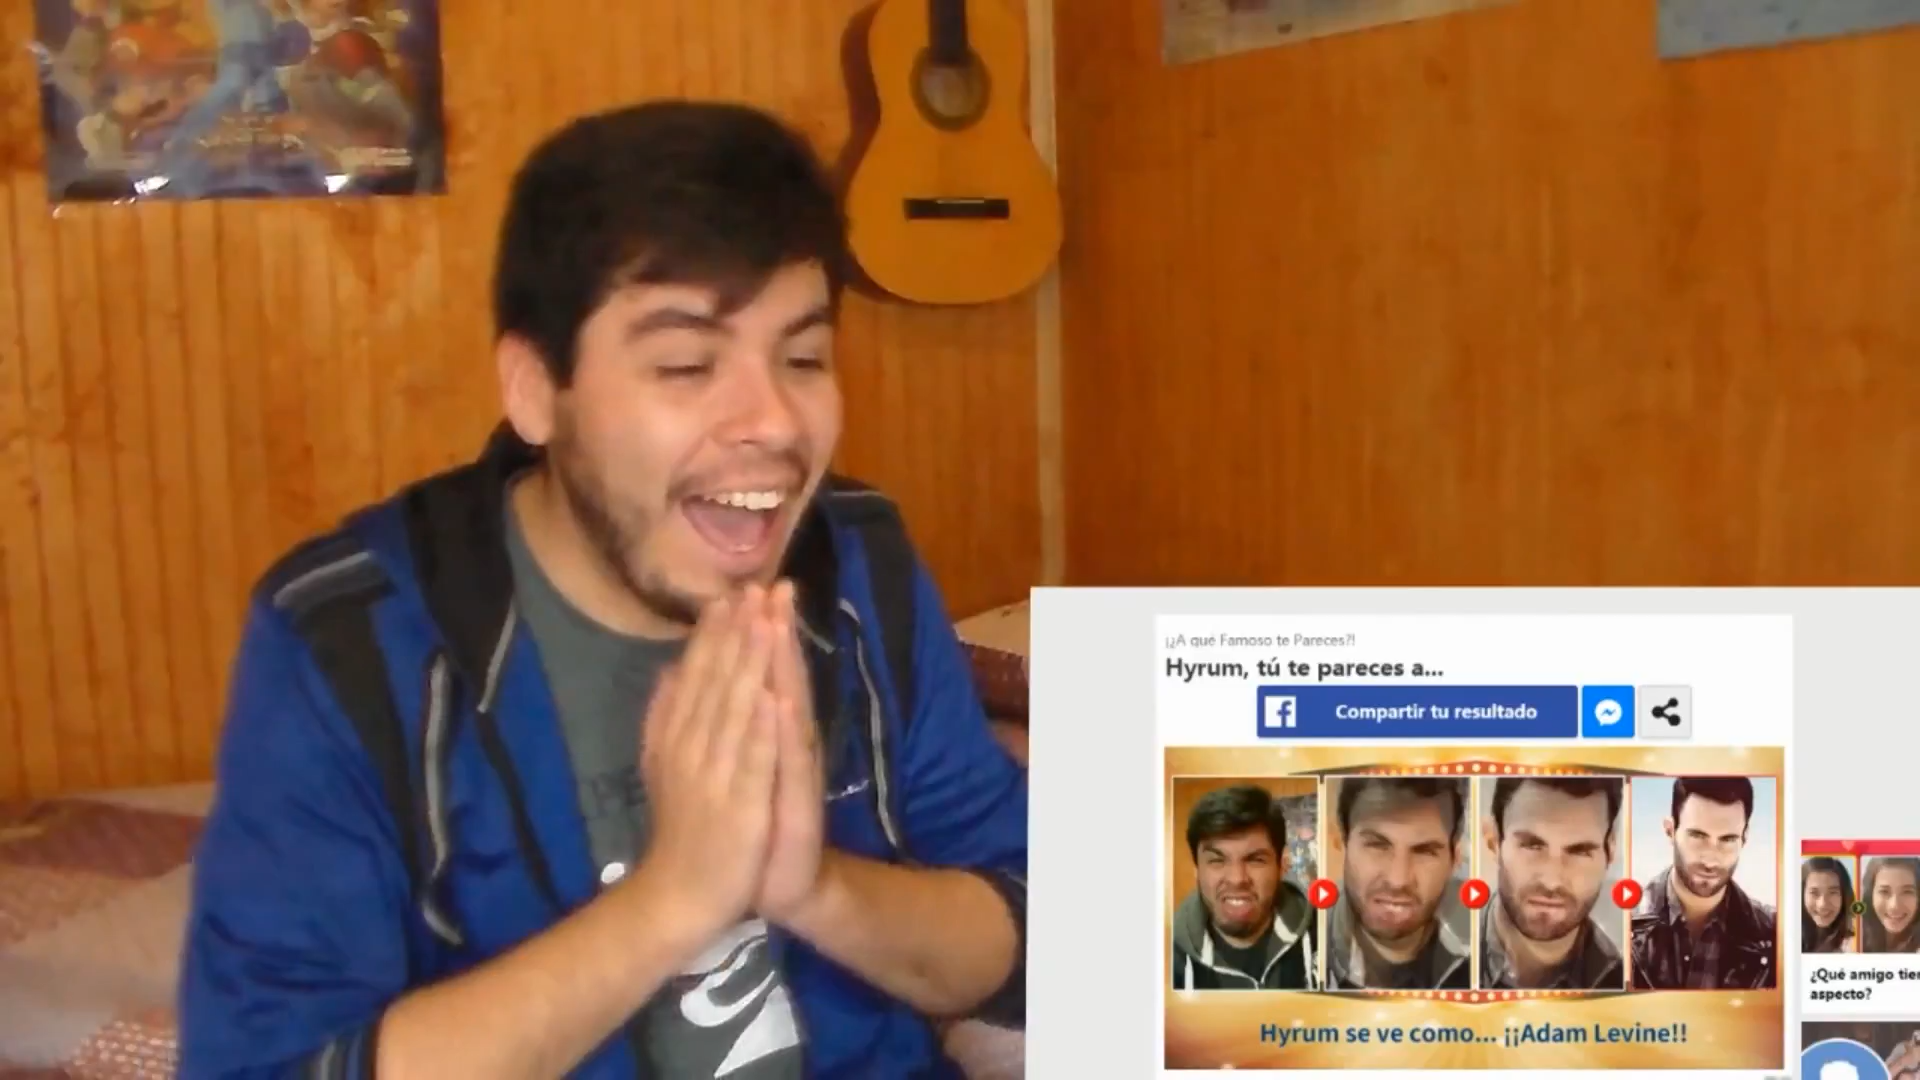 ¡¿A qué Famoso te Pareces?!
Hyrum, tú te pareces a...
Compartir tu resultado
Hyrum se ve como... ¡¡Adam Levine!!
¿Qué amigo tien
aspecto?